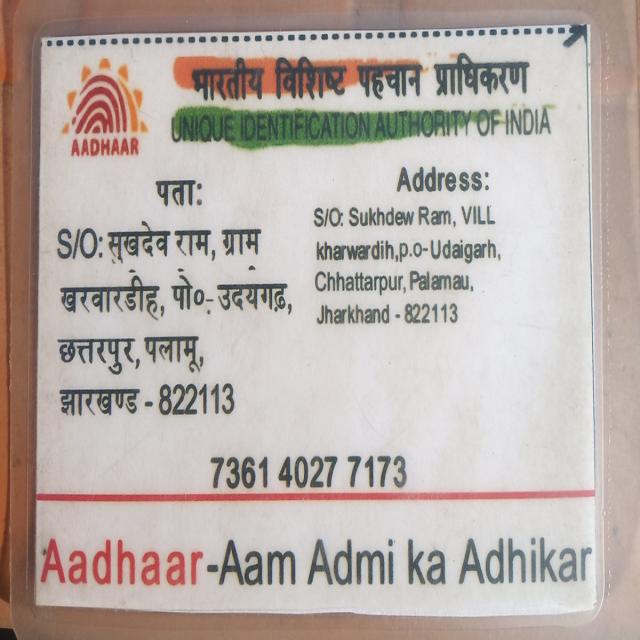 भारतीय विशिष्ट पहचान प्राधिकरण
UNIQUE IDENTIFICATION AUTHORITY OF INDIA
AADHAAR
पता:
S/O: सुखदेव राम, ग्राम
खरवारडीह, पो०- उदयगढ़,
छत्तरपुर, पलामू,
झारखण्ड - 822113
Address:
S/O: Sukhdew Ram, VILL
kharwardih,p.o-Udaigarh,
Chhattarpur, Palamau,
Jharkhand - 822113
7361 4027 7173
Aadhaar-Aam Admi ka Adhikar